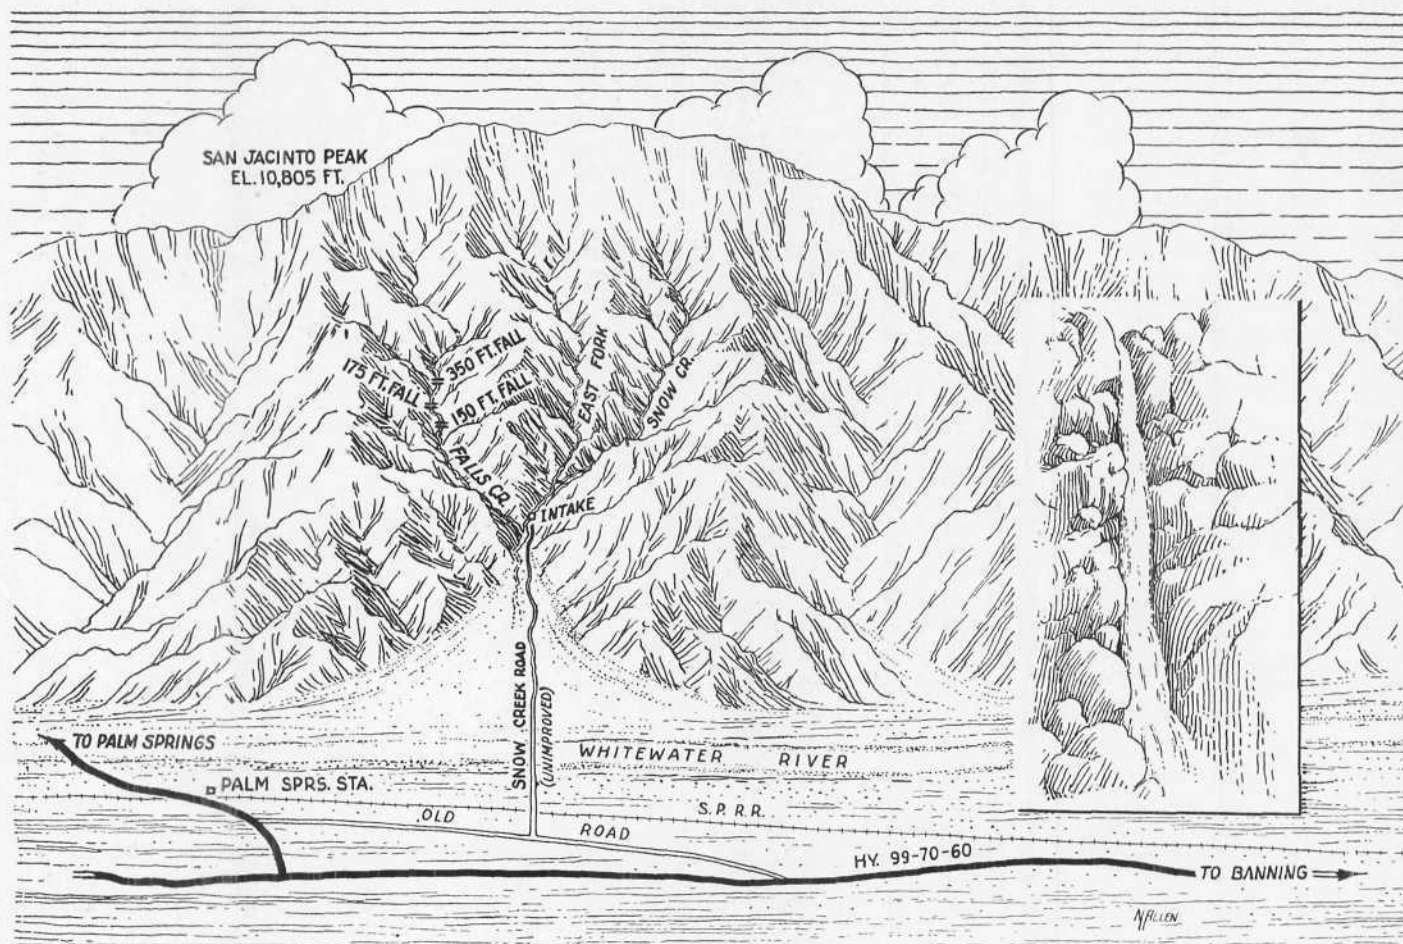 SAN JACINTO PEAK
EL. 10,805 FT.
350 FT. FALL
175 FT. FALL
150 FT. FALL
EAST FORK
SNOW CR.
FALLS CR.
INTAKE
SNOW CREEK ROAD
(UNIMPROVED)
TO PALM SPRINGS
WHITEWATER RIVER
PALM SPRS. STA.
S.P.R.R.
OLD ROAD
HY. 99-70-60
TO BANNING
N ALLEN